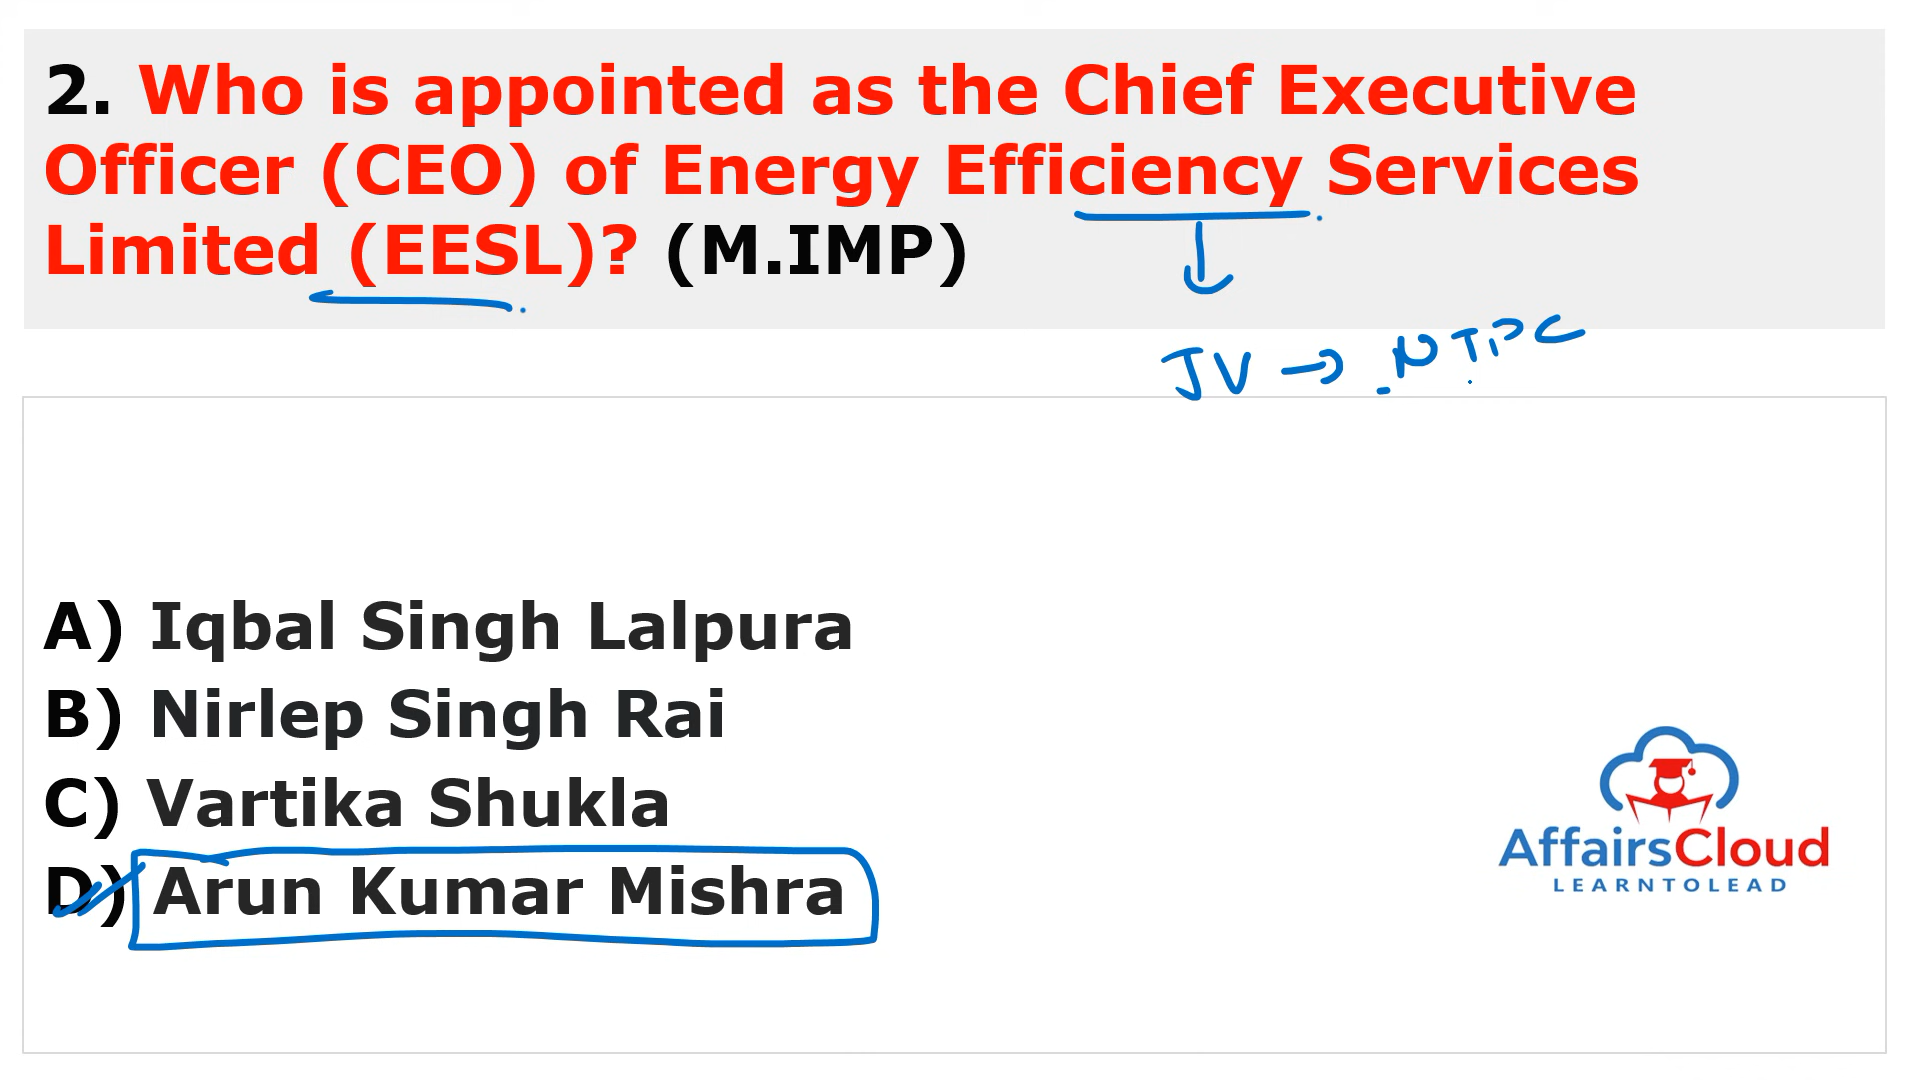 2. Who is appointed as the Chief Executive
Officer (CEO) of Energy Efficiency Services
Limited (EESL)? (M.IMP)
JV → NTPC
A) Iqbal Singh Lalpura
B) Nirlep Singh Rai
C) Vartika Shukla
D) Arun Kumar Mishra
AffairsCloud
LEARNTOLEAD